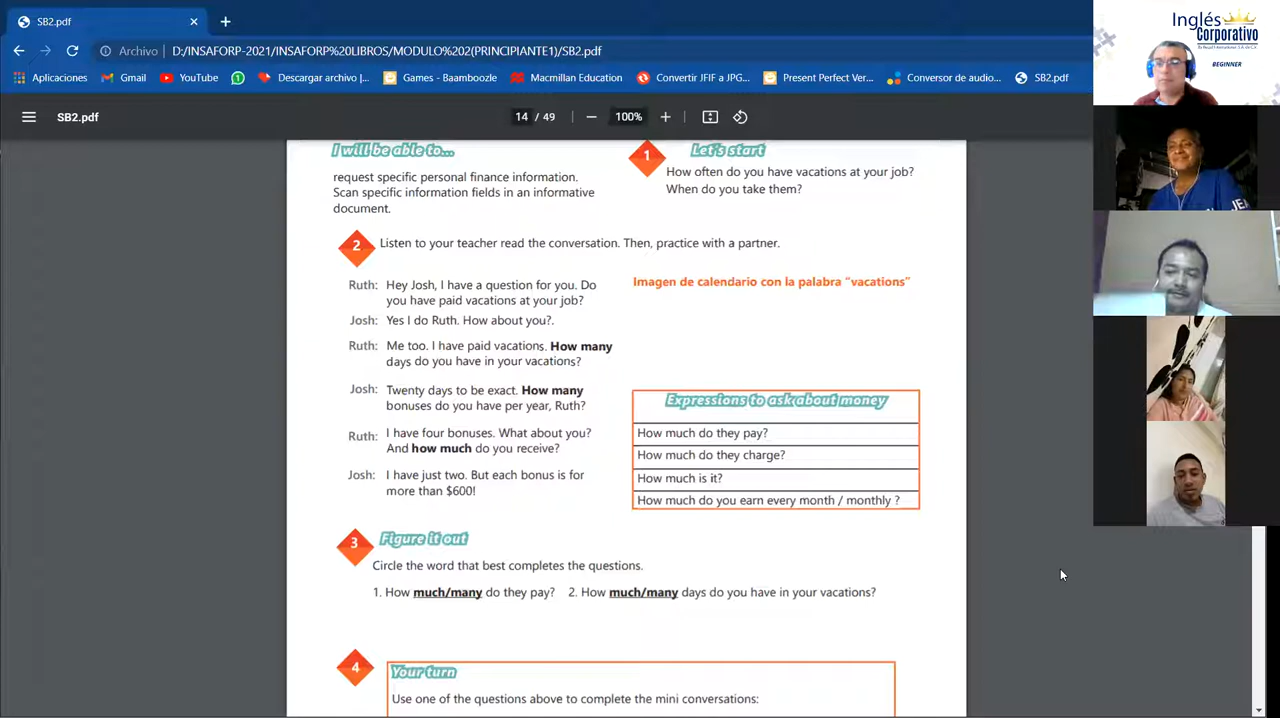 SB2.pdf
Archivo
D:/INSAFORP-2021/INSAFORP%20LIBROS/MODULO%202(PRINCIPIANTE1)/SB2.pdf
Aplicaciones
Gmail
YouTube
Descargar archivo |...
Games - Baamboozle
Macmillan Education
Convertir JFIF a JPG...
Present Perfect Ver...
Conversor de audio...
SB2.pdf
SB2.pdf
14 / 49
100%
I will be able to...
request specific personal finance information.
Scan specific information fields in an informative
document.
1
Let's start
How often do you have vacations at your job?
When do you take them?
2
Listen to your teacher read the conversation. Then, practice with a partner.
Ruth: Hey Josh, I have a question for you. Do
you have paid vacations at your job?
Josh: Yes I do Ruth. How about you?.
Ruth: Me too. I have paid vacations. How many
days do you have in your vacations?
Josh: Twenty days to be exact. How many
bonuses do you have per year, Ruth?
Ruth: I have four bonuses. What about you?
And how much do you receive?
Josh: I have just two. But each bonus is for
more than $600!
Imagen de calendario con la palabra “vacations”
Expressions to ask about money
How much do they pay?
How much do they charge?
How much is it?
How much do you earn every month / monthly ?
3
Figure it out
Circle the word that best completes the questions.
1. How much/many do they pay? 2. How much/many days do you have in your vacations?
4
Your turn
Use one of the questions above to complete the mini conversations:
Inglés
Corporativo
BEGINNER